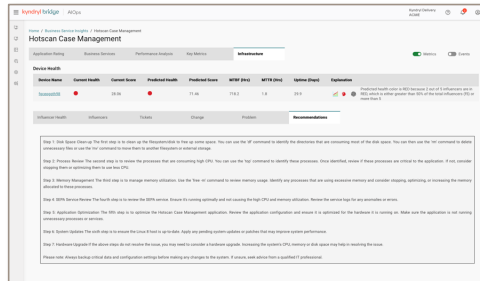 kyndryl bridge | AIOps
Kyndryl Delivery
Home / Business Service Insights / Hotscan Case Management
Hotscan Case Management
Application Rating Business Services Performance Analysis Key Metrics Infrastructure Metrics Events
Device Health
Device Name Current Health Current Score Predicted Health Predicted Score MTBF (Hrs) MTTR (Hrs) Uptime (Days) Explanation
28.06 71.46 718.2 1.8 29.9
Predicted health color is RED because 2 out of 5 influencers are in
RED, which is either greater than 30% of the total influencers (5) or
more than 3
Influencer Health Influencers Tickets Change Problem Recommendations
Step 1: Disk Space Clean-up The first step is to clean up the filesystem/disk to free up some space. You can use the 'df' command to identify the directories that are consuming most of the disk space. You can then use the 'rm' command to delete
unnecessary files or use the 'mv' command to move them to another filesystem or external storage.
Step 2: Process Review The second step is to review the processes that are consuming high CPU. You can use the 'top' command to identify these processes. Once identified, review if these processes are critical to the application. If not, consider
stopping them or optimizing them to use less CPU.
Step 3: Memory Management The third step is to manage memory utilization. Use the 'free -m' command to review memory usage. Identify any processes that are using excessive memory and consider stopping, optimizing, or increasing the memory
allocated to these processes.
Step 4: SEPA Service Review The fourth step is to review the SEPA service. Ensure it's running optimally and not causing the high CPU and memory utilization. Review the service logs for any anomalies or errors.
Step 5: Application Optimization The fifth step is to optimize the Hotscan Case Management application. Review the application configuration and ensure it is optimized for the hardware it is running on. Make sure the application is not running
unnecessary processes or services.
Step 6: System Updates The sixth step is to ensure the Linux 8 host is up to date. Apply any pending system updates or patches that may improve system performance.
Step 7: Hardware Upgrade If the above steps do not resolve the issue, you may need to consider a hardware upgrade. Increasing the system's CPU, memory or disk space may help in resolving the issue.
Please note: Always backup critical data and configuration settings before making any changes to the system. If unsure, seek advice from a qualified IT professional.